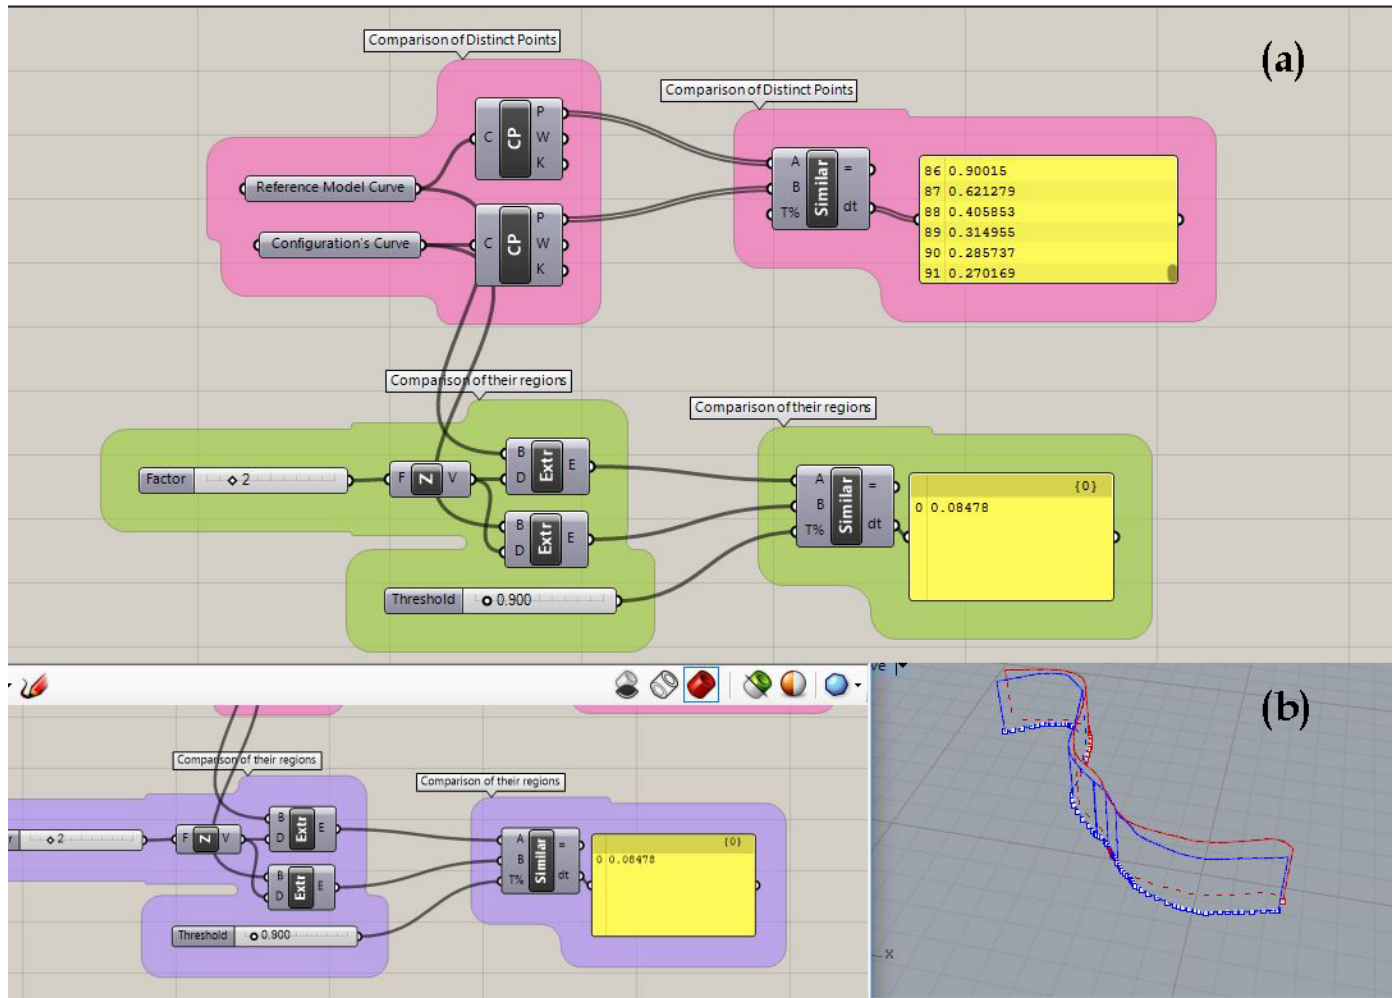 Comparison of Distinct Points
(a)
Comparison of Distinct Points
C CP P W K
Reference Model Curve
Configuration's Curve
C CP P W K
A B T% Similar = dt
86 0.90015
87 0.621279
88 0.405853
89 0.314955
90 0.285737
91 0.270169
Comparison of their regions
Comparison of their regions
Factor 2
F Z V
B D Extr E
B D Extr E
Threshold 0.900
A B T% Similar = dt
{0}
0 0.08478
ve
(b)
Comparison of their regions
Comparison of their regions
r 2
F Z V
B D Extr E
B D Extr E
Threshold 0.900
A B T% Similar = dt
{0}
0 0.08478
x